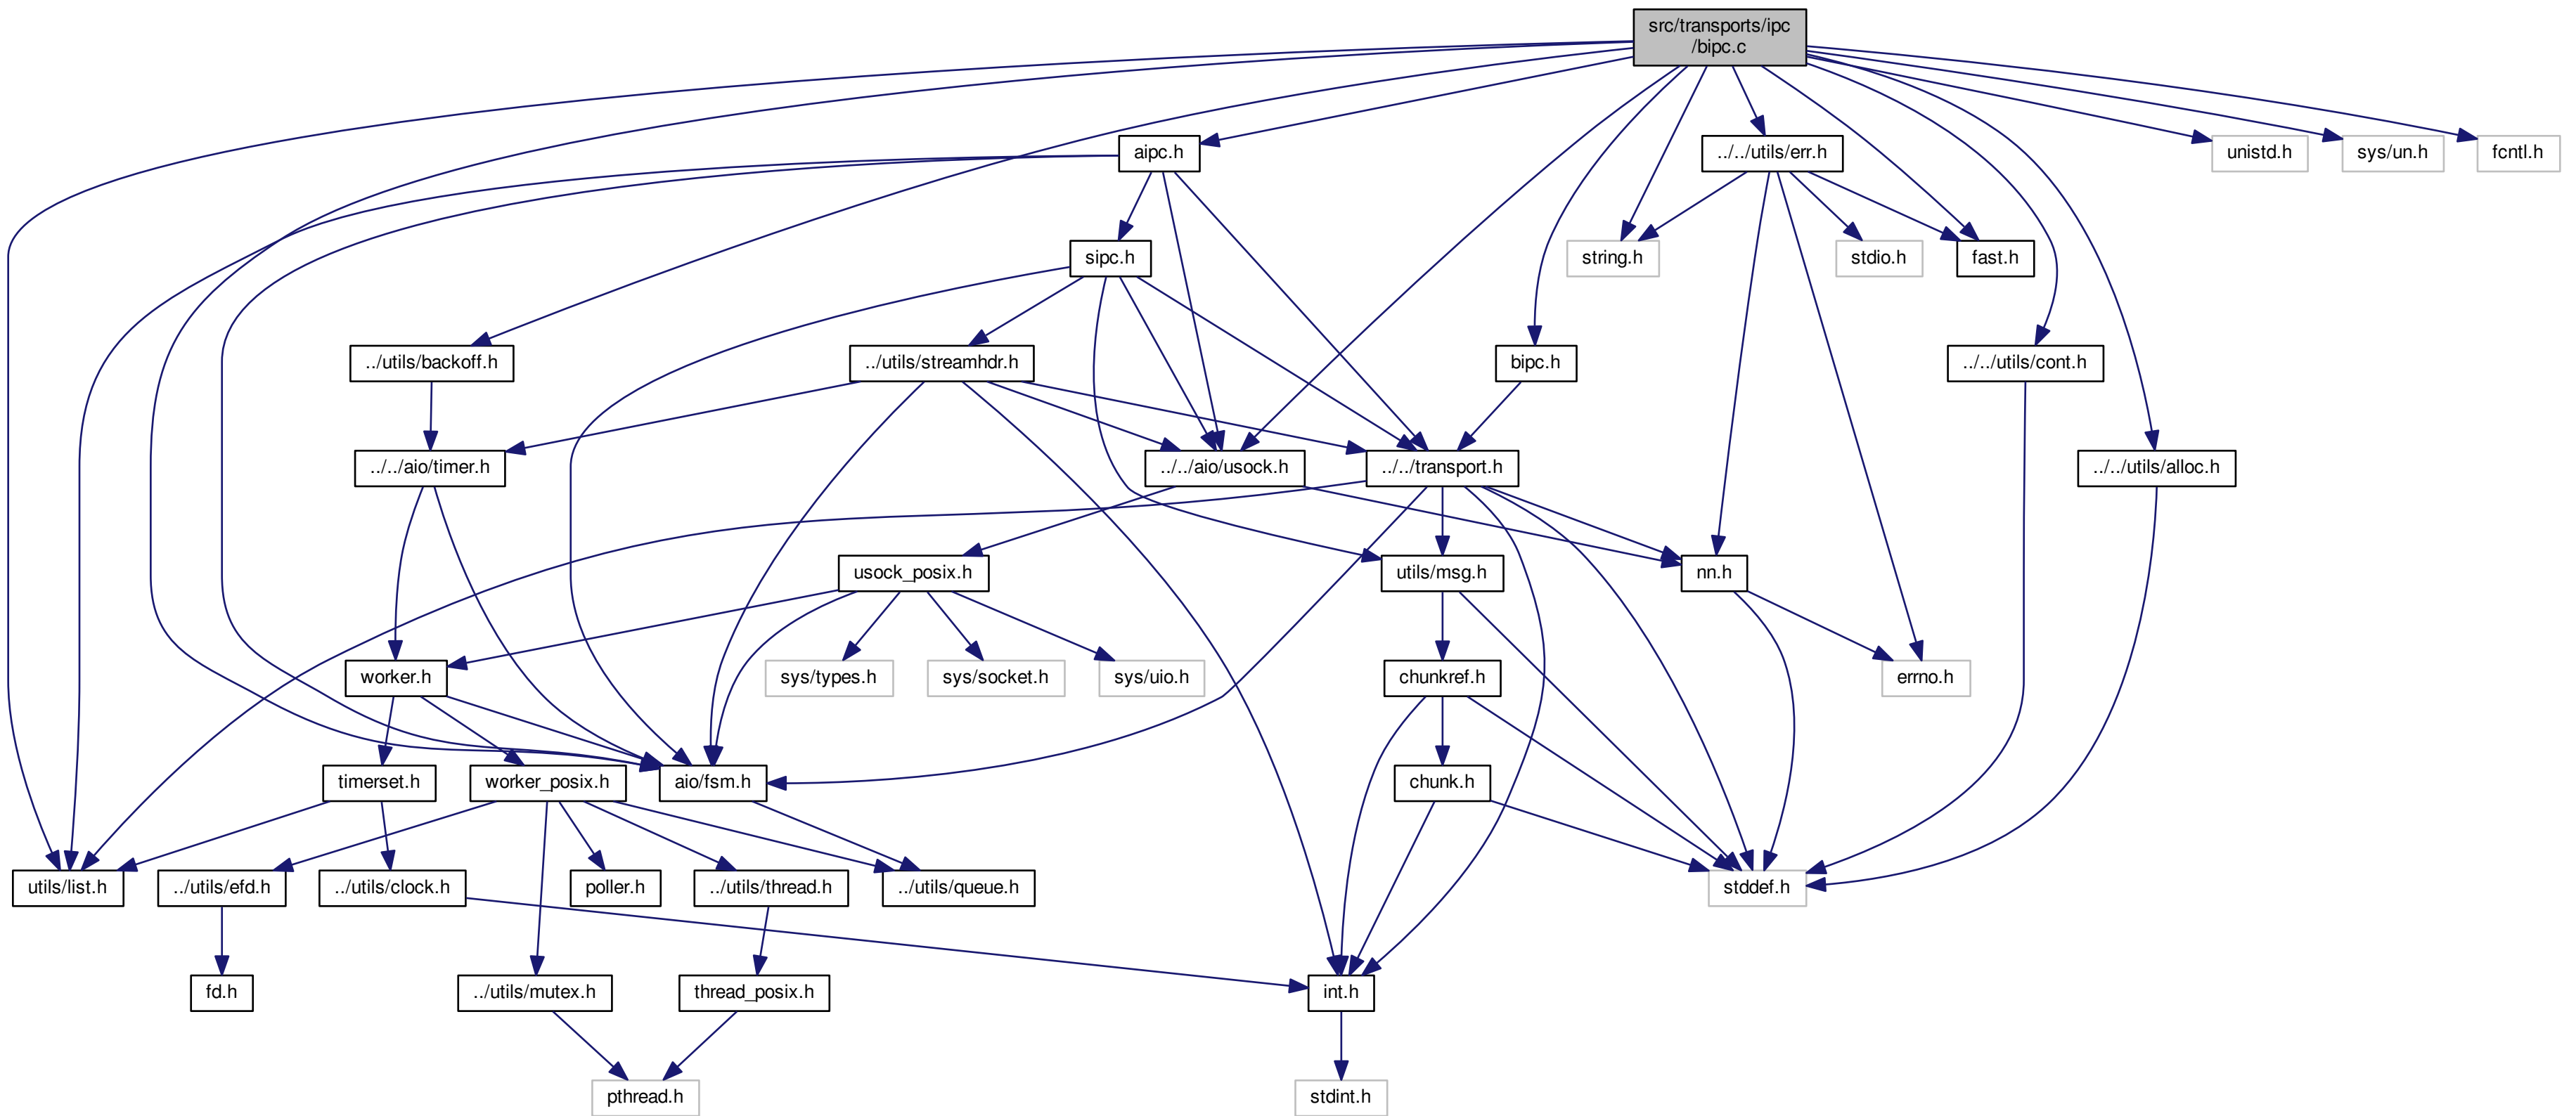 src/transports/ipc
/bipc.c
aipc.h
../../utils/err.h
unistd.h
sys/un.h
fcntl.h
sipc.h
string.h
stdio.h
fast.h
../utils/backoff.h
../utils/streamhdr.h
bipc.h
../../utils/cont.h
../../aio/timer.h
../../aio/usock.h
../../transport.h
../../utils/alloc.h
usock_posix.h
utils/msg.h
nn.h
worker.h
sys/types.h
sys/socket.h
sys/uio.h
chunkref.h
errno.h
timerset.h
worker_posix.h
aio/fsm.h
chunk.h
utils/list.h
../utils/efd.h
../utils/clock.h
poller.h
../utils/thread.h
../utils/queue.h
stddef.h
fd.h
../utils/mutex.h
thread_posix.h
int.h
pthread.h
stdint.h